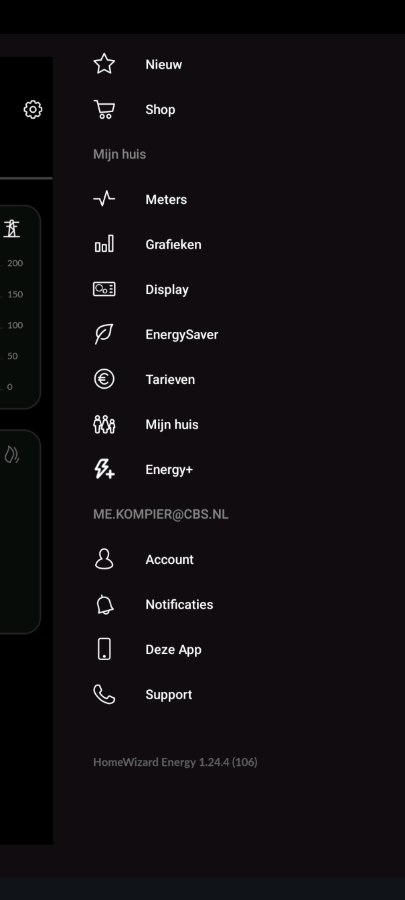 Nieuw
Shop
Mijn huis
Meters
Grafieken
Display
EnergySaver
Tarieven
Mijn huis
Energy+
ME.KOMPIER@CBS.NL
Account
Notificaties
Deze App
Support
HomeWizard Energy 1.24.4 (106)
200
150
100
50
0